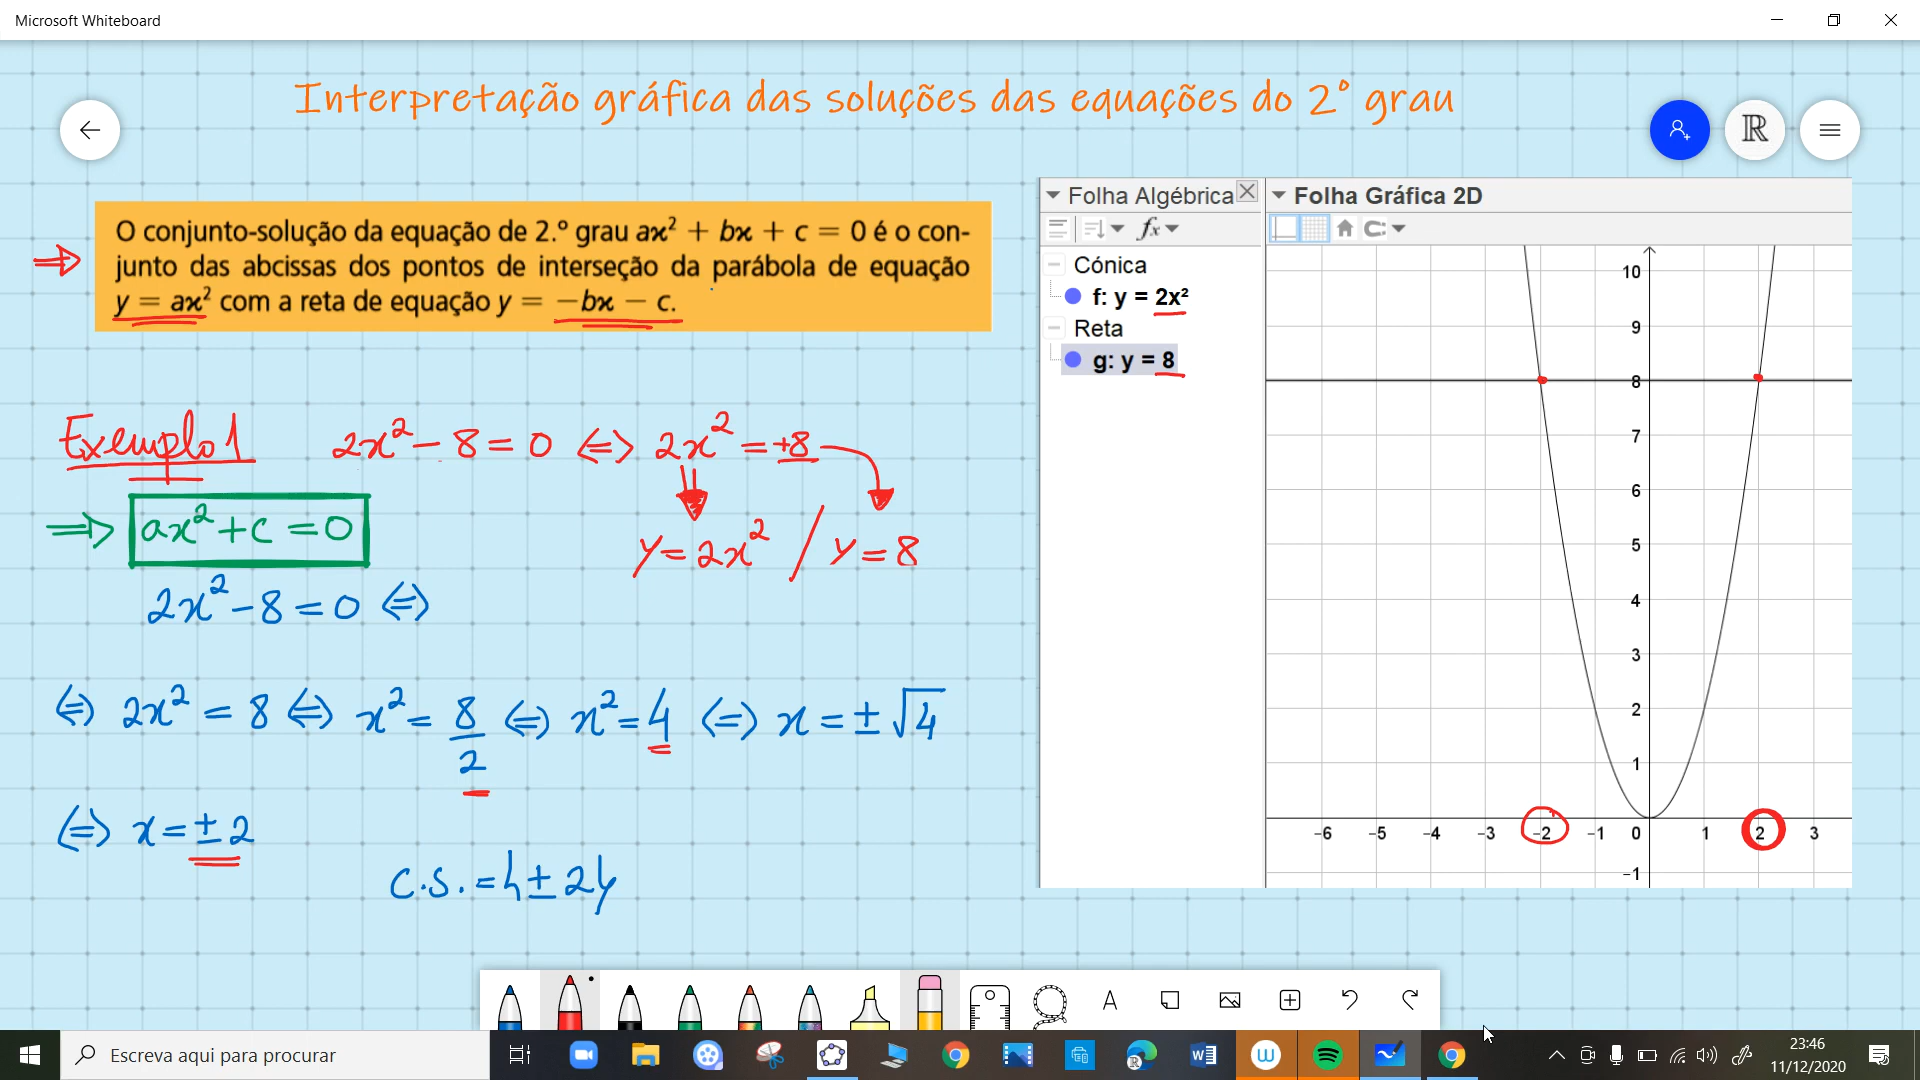 Microsoft Whiteboard
Interpretação gráfica das soluções das equações do 2° grau
O conjunto-solução da equação de 2.º grau ax² + bx + c = 0 é o con-
junto das abcissas dos pontos de interseção da parábola de equação
y = ax² com a reta de equação y = −bx − c.
Exemplo 1
2x² − 8 = 0 ⇔ 2x² = +8
y = 2x² / y = 8
⇒ ax² + c = 0
2x² − 8 = 0 ⇔
⇔ 2x² = 8 ⇔ x² = 8/2 ⇔ x² = 4 ⇔ x = ± √4
⇔ x = ± 2
C.S. = {± 2}
Folha Algébrica
Cónica
f: y = 2x²
Reta
g: y = 8
Folha Gráfica 2D
10
9
8
7
6
5
4
3
2
1
−6 −5 −4 −3 −2 −1 0 1 2 3
−1
ℝ
Escreva aqui para procurar
23:46
11/12/2020